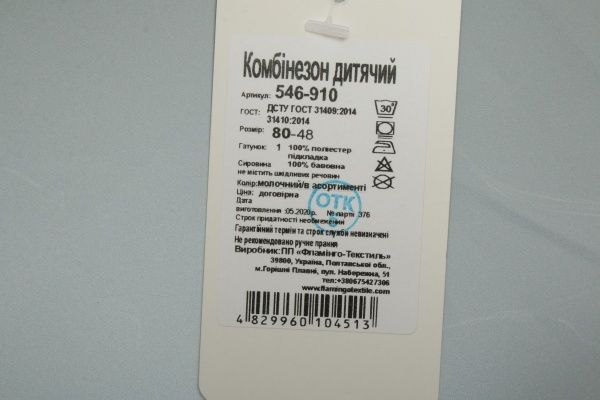 Комбінезон дитячий
Артикул: 546-910
ГОСТ: ДСТУ ГОСТ 31409:2014
31410:2014
30°
Розмір: 80-48
Гатунок: 1 100% поліестер
підкладка
Сировина 100% бавовна
не містить шкідливих речовин
Колір:молочний/в асортименті
Ціна: договірна
ОТК
Дата
виготовлення :05.2020р. №партії 376
Строк придатності необмежений
Гарантійний термін та строк служби невизначені
Не рекомендовано ручне прання
Виробник:ПП «Фламінго-Текстиль»
39800, Україна, Полтавської обл.,
м.Горішні Плавні, вул. Набережна, 51
тел:+380675427306
www.flamingotextile.com
4 829960 104513